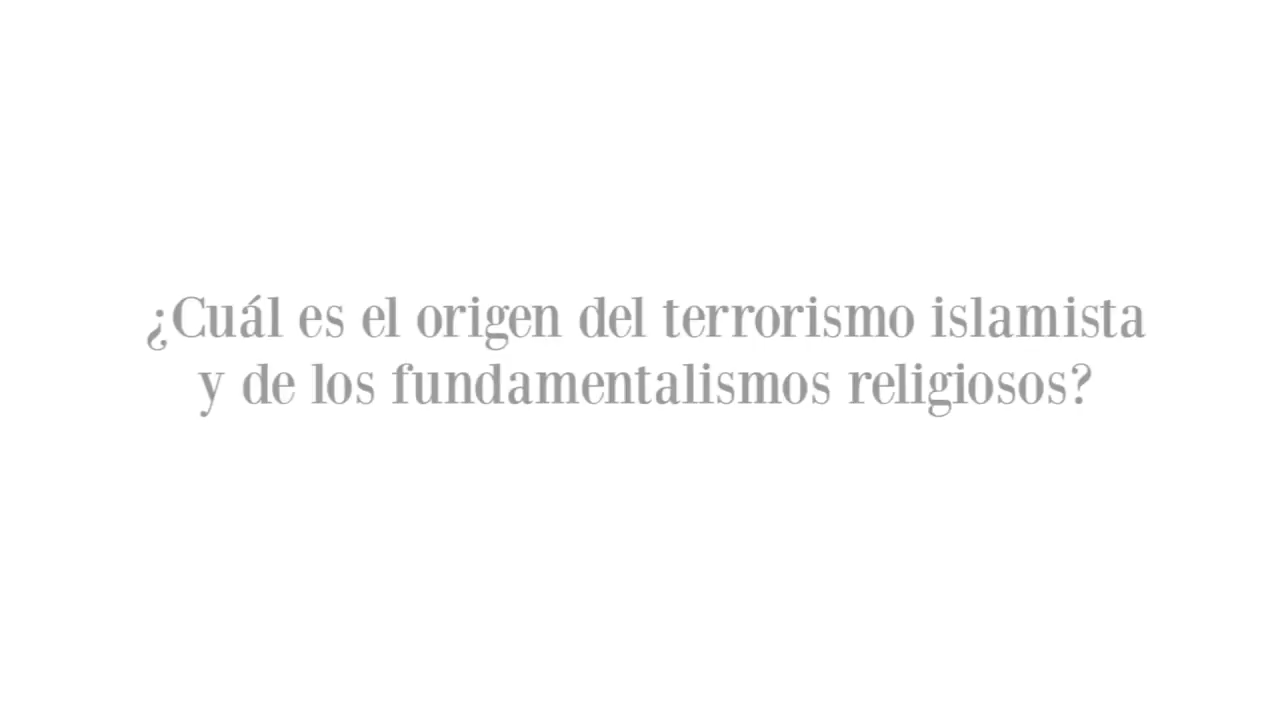 ¿Cuál es el origen del terrorismo islamista
y de los fundamentalismos religiosos?